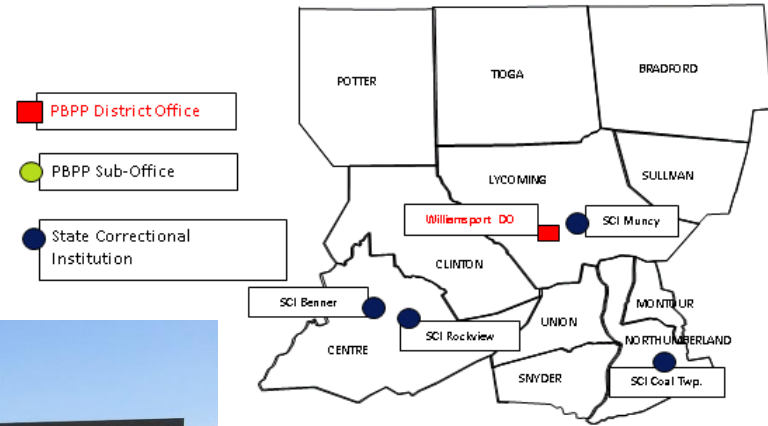 PBPP District Office
PBPP Sub-Office
State Correctional
Institution
POTTER
TIOGA
BRADFORD
LYCOMING
SULLIVAN
Williamsport DO
SCI Muncy
CLINTON
SCI Benner
SCI Rockview
CENTRE
UNION
MONTOUR
NORTHUMBERLAND
SNYDER
SCI Coal Twp.